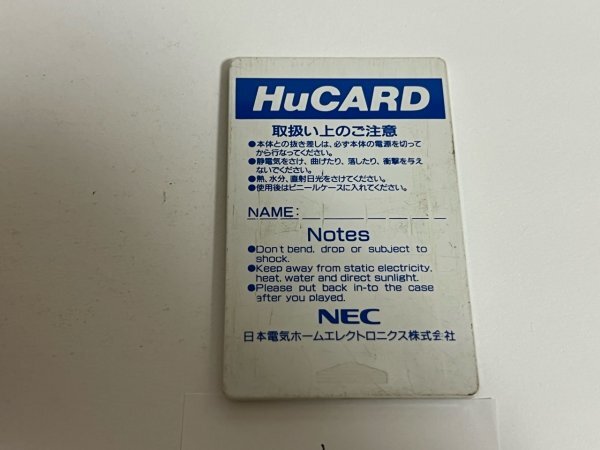 HuCARD
取扱い上のご注意
●本体との抜き差しは、必ず本体の電源を切って
から行なってください。
●静電気をさけ、曲げたり、落したり、衝撃を与え
ないでください。
●熱、水分、直射日光をさけてください。
●使用後はビニールケースに入れてください。
NAME:
Notes
●Don't bend, drop or subject to
shock.
●Keep away from static electricity,
heat, water and direct sunlight.
●Please put back in-to the case
after you played.
NEC
日本電気ホームエレクトロニクス株式会社